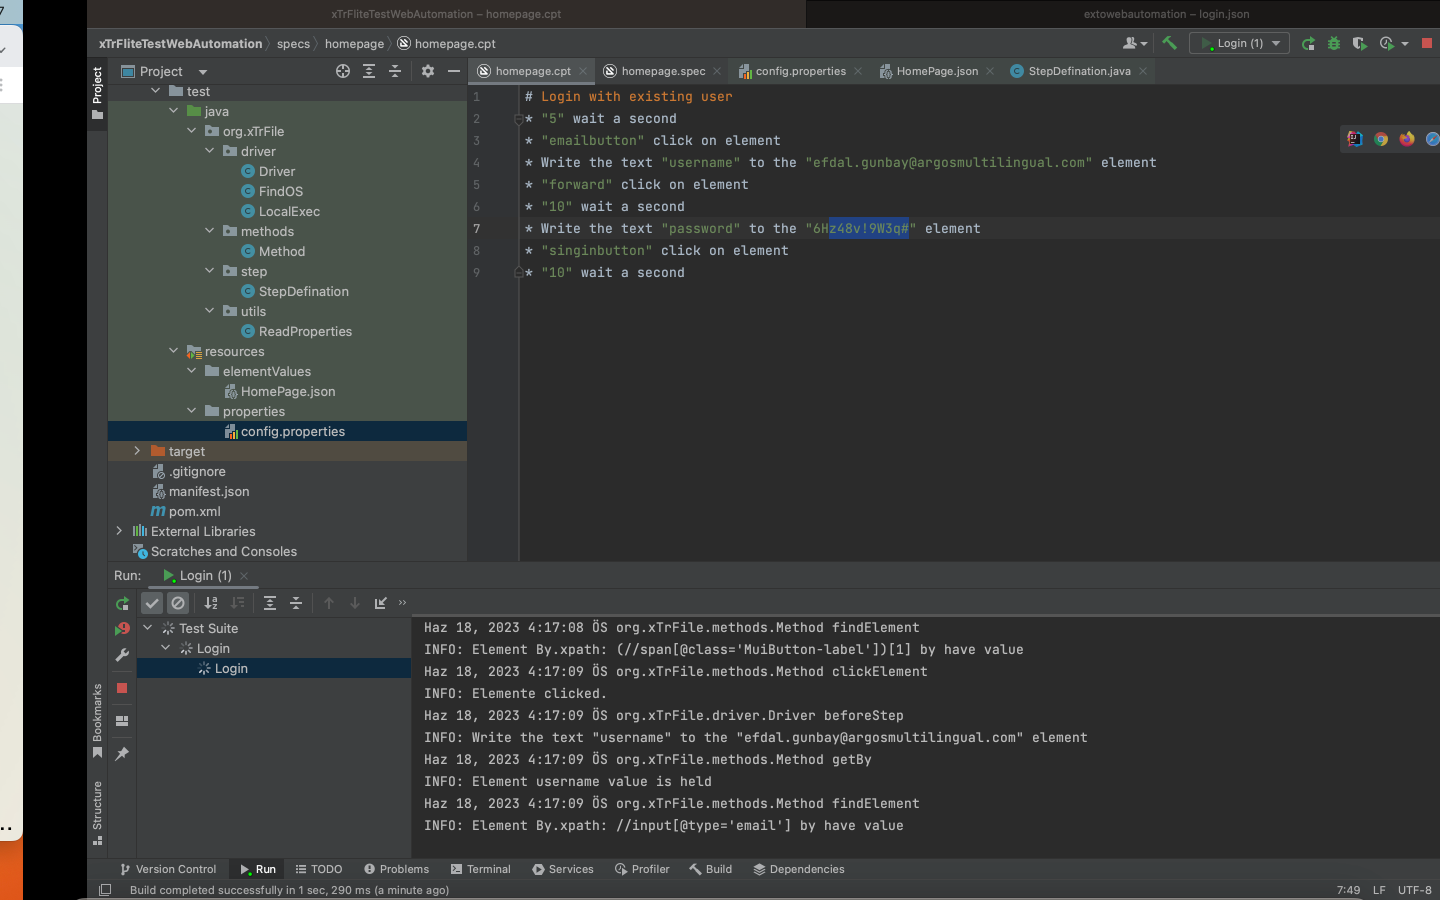 7
xTrFliteTestWebAutomation – homepage.cpt
extowebautomation – login.json
xTrFliteTestWebAutomation specs homepage homepage.cpt
Login (1)
Project
Project
homepage.cpt
homepage.spec
config.properties
HomePage.json
StepDefination.java
test
java
org.xTrFile
driver
Driver
FindOS
LocalExec
methods
Method
step
StepDefination
utils
ReadProperties
resources
elementValues
HomePage.json
properties
config.properties
target
.gitignore
manifest.json
pom.xml
External Libraries
Scratches and Consoles
1 # Login with existing user
2 * "5" wait a second
3 * "emailbutton" click on element
4 * Write the text "username" to the "efdal.gunbay@argosmultilingual.com" element
5 * "forward" click on element
6 * "10" wait a second
7 * Write the text "password" to the "6Hz48v!9W3q#" element
8 * "singinbutton" click on element
9 * "10" wait a second
Run:
Login (1)
Test Suite
Login
Login
Bookmarks
Structure
Haz 18, 2023 4:17:08 ÖS org.xTrFile.methods.Method findElement
INFO: Element By.xpath: (//span[@class='MuiButton-label'])[1] by have value
Haz 18, 2023 4:17:09 ÖS org.xTrFile.methods.Method clickElement
INFO: Elemente clicked.
Haz 18, 2023 4:17:09 ÖS org.xTrFile.driver.Driver beforeStep
INFO: Write the text "username" to the "efdal.gunbay@argosmultilingual.com" element
Haz 18, 2023 4:17:09 ÖS org.xTrFile.methods.Method getBy
INFO: Element username value is held
Haz 18, 2023 4:17:09 ÖS org.xTrFile.methods.Method findElement
INFO: Element By.xpath: //input[@type='email'] by have value
Version Control
Run
TODO
Problems
Terminal
Services
Profiler
Build
Dependencies
Build completed successfully in 1 sec, 290 ms (a minute ago)
7:49 LF UTF-8